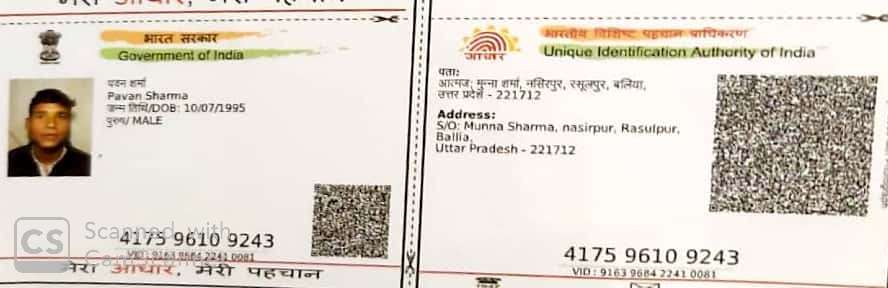 मेरा आधार, मेरी पहचान
भारत सरकार
Government of India
पवन शर्मा
Pavan Sharma
जन्म तिथि/DOB: 10/07/1995
पुरुष/ MALE
4175 9610 9243
VID : 9163 9684 2241 0081
मेरा आधार, मेरी पहचान
CS Scanned with
CamScanner
भारतीय विशिष्ट पहचान प्राधिकरण
Unique Identification Authority of India
आधार
पता:
आत्मज: मुन्ना शर्मा, नसिरपुर, रसूलपुर, बलिया,
उत्तर प्रदेश - 221712
Address:
S/O: Munna Sharma, nasirpur, Rasulpur,
Ballia,
Uttar Pradesh - 221712
4175 9610 9243
VID : 9163 9684 2241 0081
1947